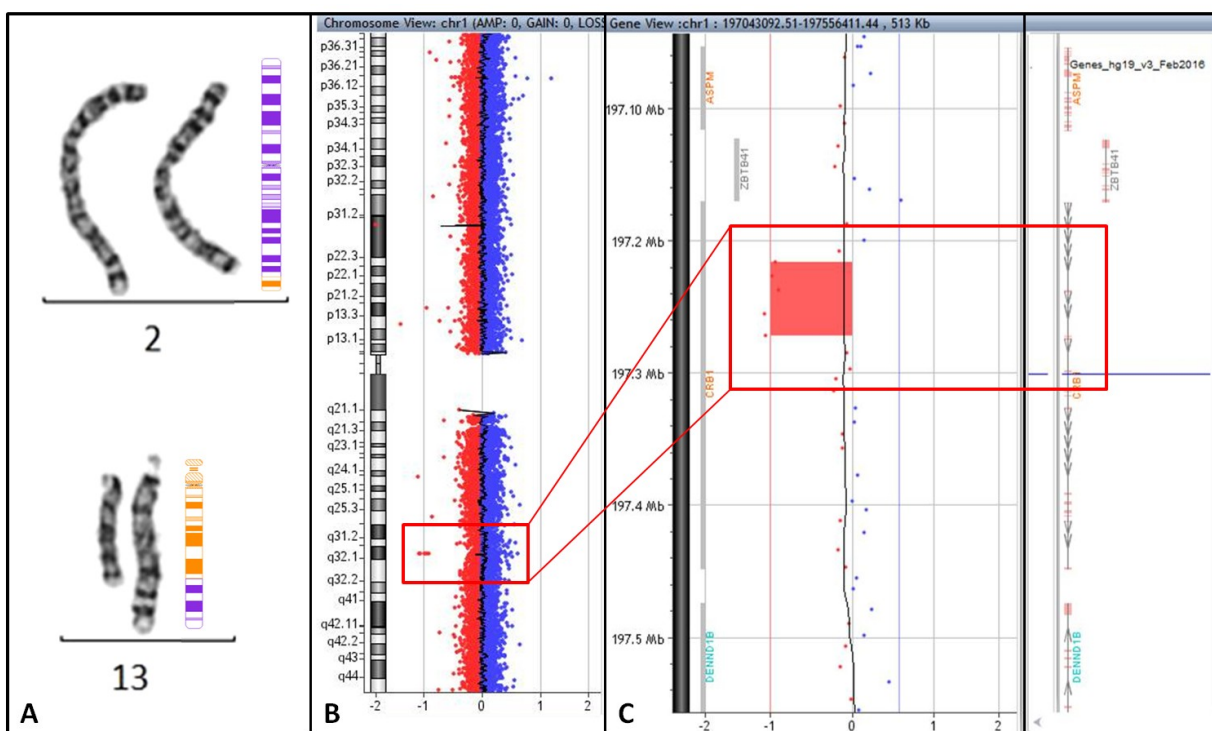 2
13
A
Chromosome View: chr1 (AMP: 0, GAIN: 0, LOSS
p36.31
p36.21
p36.12
p35.3
p34.3
p34.1
p32.3
p32.2
p31.2
p22.3
p22.1
p21.2
p13.3
p13.1
q21.1
q21.3
q23.1
q24.1
q25.1
q25.3
q31.2
q32.1
q32.2
q41
q42.11
q42.2
q43
q44
-2 -1 0 1 2
B
Gene View :chr1 : 197043092.51-197556411.44 , 513 Kb
197.10 Mb
197.2 Mb
197.3 Mb
197.4 Mb
197.5 Mb
ASPM
ZBTB41
CRB1
DENND1B
-2 -1 0 1 2
C
Genes_hg19_v3_Feb2016
ASPM
ZBTB41
CRB1
DENND1B